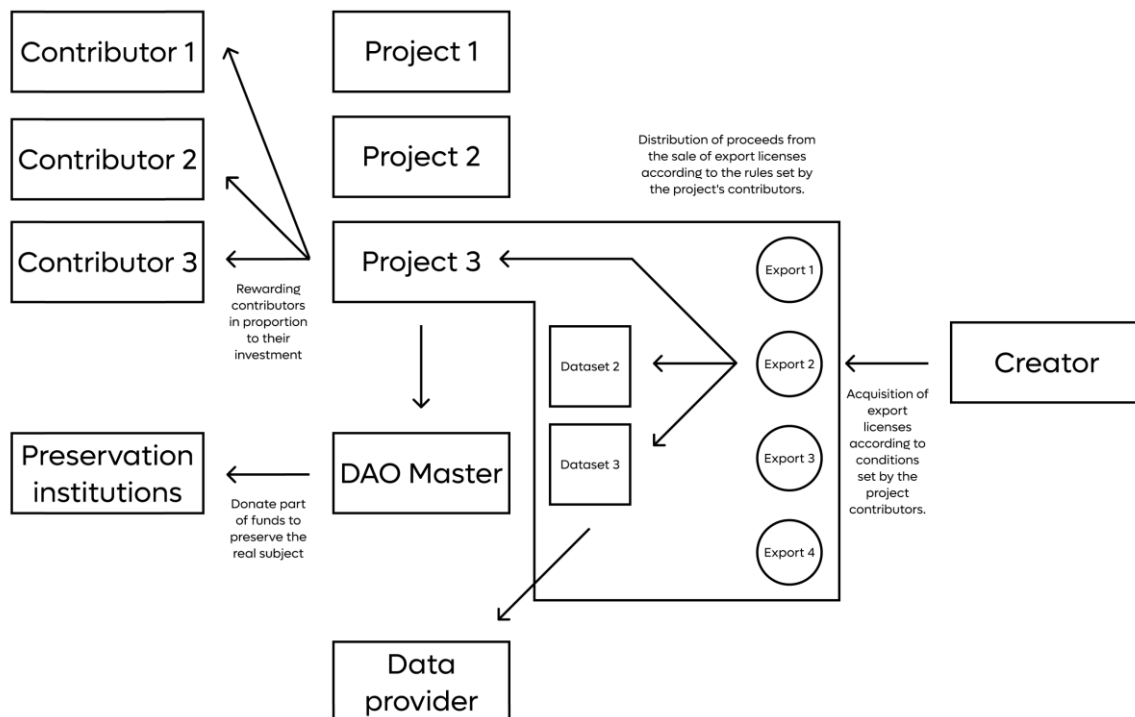 Contributor 1
Project 1
Contributor 2
Project 2
Distribution of proceeds from
the sale of export licenses
according to the rules set by
the project's contributors.
Contributor 3
Project 3
Rewarding
contributors
in proportion
to their
investment
Export 1
Dataset 2
Export 2
Creator
Acquisition of
export
licenses
according to
conditions
set by the
project
contributors.
Dataset 3
Export 3
Export 4
Preservation
institutions
DAO Master
Donate part
of funds to
preserve the
real subject
Data
provider